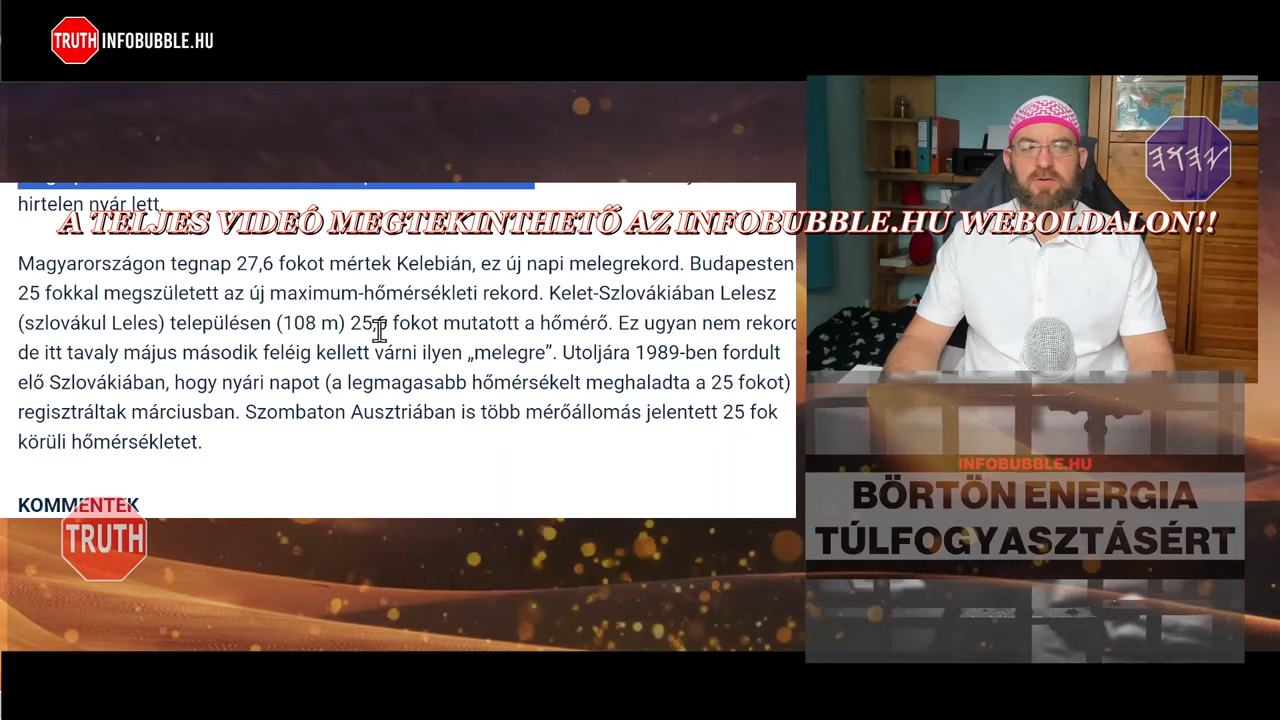 TRUTH INFOBUBBLE.HU
hirtelen nyár lett.
A TELJES VIDEÓ MEGTEKINTHETŐ AZ INFOBUBBLE.HU WEBOLDALON!!
Magyarországon tegnap 27,6 fokot mértek Kelebián, ez új napi melegrekord. Budapesten
25 fokkal megszületett az új maximum-hőmérsékleti rekord. Kelet-Szlovákiában Lelesz
(szlovákul Leles) településen (108 m) fokot mutatott a hőmérő. Ez ugyan nem rekord
de itt tavaly május második feléig kellett várni ilyen „melegre”. Utoljára 1989-ben fordult
elő Szlovákiában, hogy nyári napot (a legmagasabb hőmérsékelt meghaladta a 25 fokot)
regisztráltak márciusban. Szombaton Ausztriában is több mérőállomás jelentett 25 fok
körüli hőmérsékletet.
KOMMENTEK
TRUTH
INFOBUBBLE.HU
BÖRTÖN ENERGIA
TÚLFOGYASZTÁSÉRT